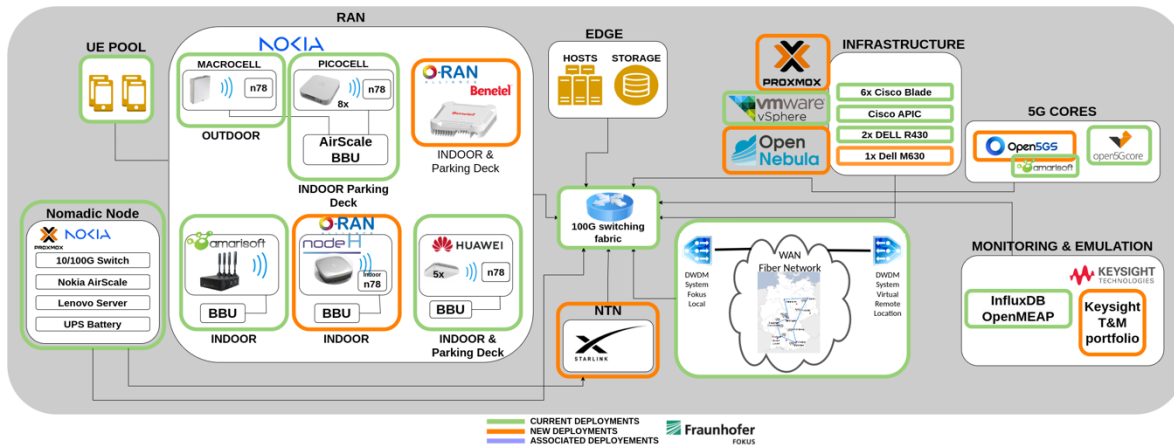 RAN
UE POOL
NOKIA
MACROCELL
n78
OUTDOOR
PICOCELL
8x
n78
AirScale
BBU
INDOOR Parking
Deck
O-RAN
ALLIANCE
Benetel
INDOOR &
Parking Deck
amarisoft
BBU
INDOOR
O-RAN
ALLIANCE
nodeH
Indoor
n78
BBU
INDOOR
HUAWEI
5x
n78
BBU
INDOOR &
Parking Deck
Nomadic Node
PROXMOX
NOKIA
10/100G Switch
Nokia AirScale
Lenovo Server
UPS Battery
EDGE
HOSTS
STORAGE
100G switching
fabric
NTN
STARLINK
WAN
Fiber Network
DWDM
System
Fokus
Local
DWDM
System
Virtual
Remote
Location
INFRASTRUCTURE
PROXMOX
vmware
vSphere
Open
Nebula
6x Cisco Blade
Cisco APIC
2x DELL R430
1x Dell M630
5G CORES
Open5GS
amarisoft
open5Gcore
MONITORING & EMULATION
KEYSIGHT
TECHNOLOGIES
InfluxDB
OpenMEAP
Keysight
T&M
portfolio
CURRENT DEPLOYMENTS
NEW DEPLOYMENTS
ASSOCIATED DEPLOYEMENTS
Fraunhofer
FOKUS